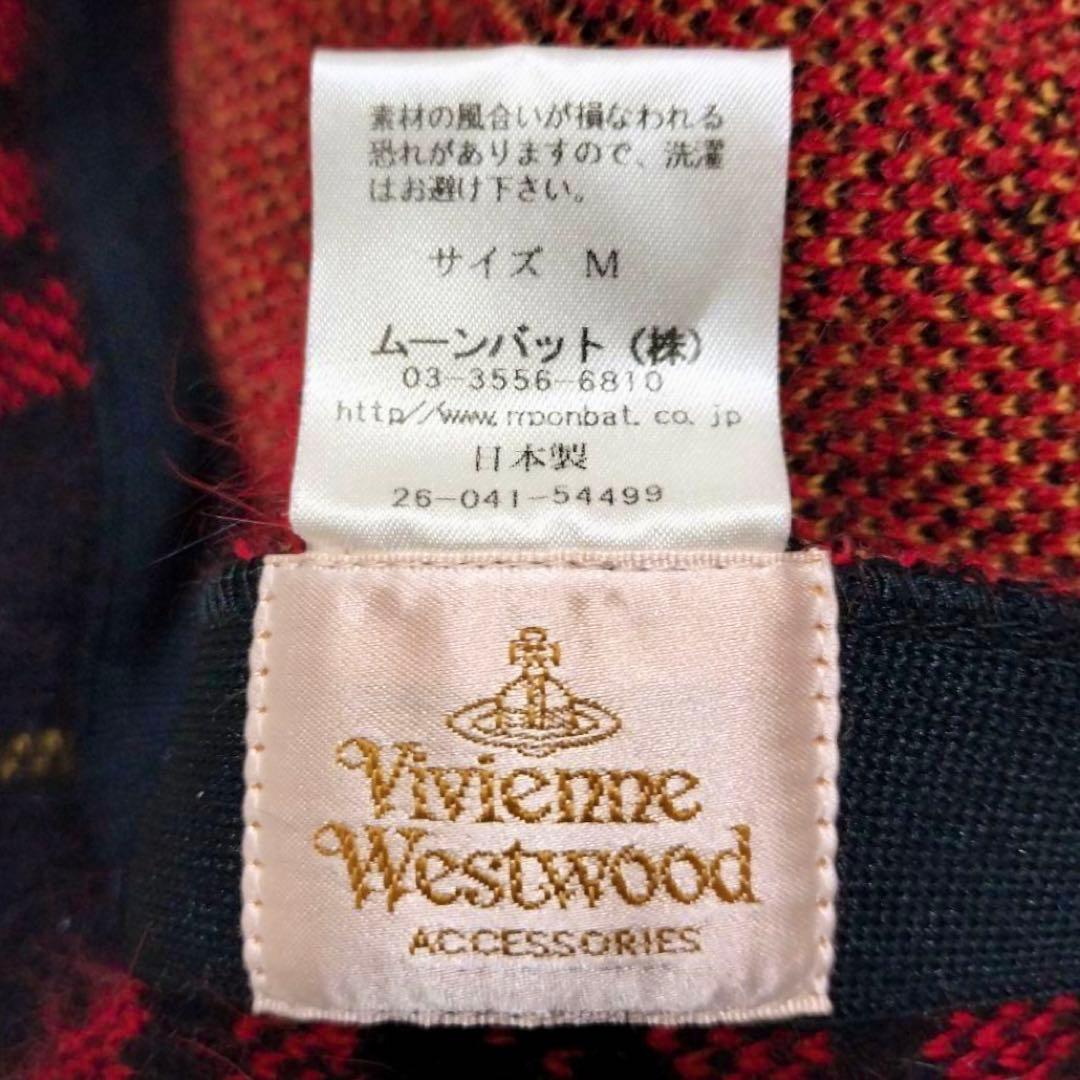 素材の風合いが損なわれる
恐れがありますので、洗濯
はお避け下さい。
サイズ M
ムーンバット（株）
03-3556-6810
http//www.moonbat.co.jp
日本製
26-041-54499
Vivienne
Westwood
ACCESSORIES